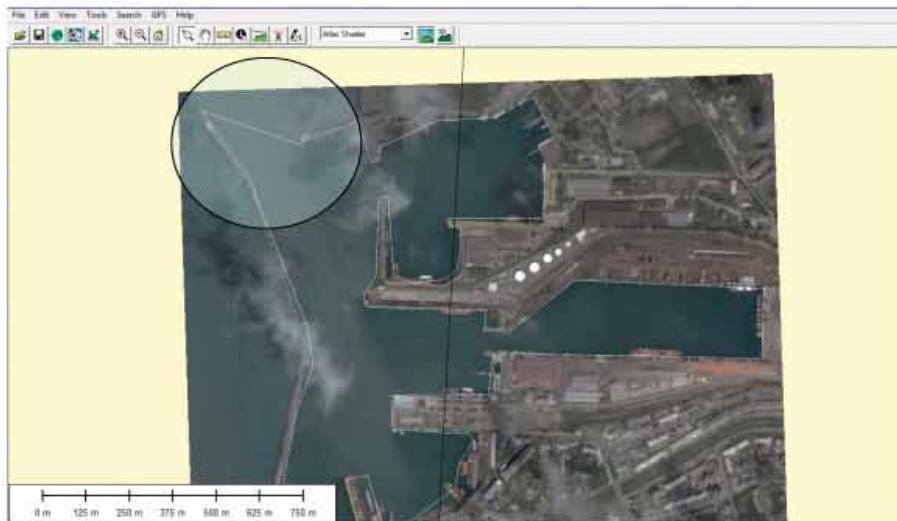 File Edit View Tools Search GPS Help
Atlas Shader
0 m 125 m 250 m 375 m 500 m 625 m 750 m